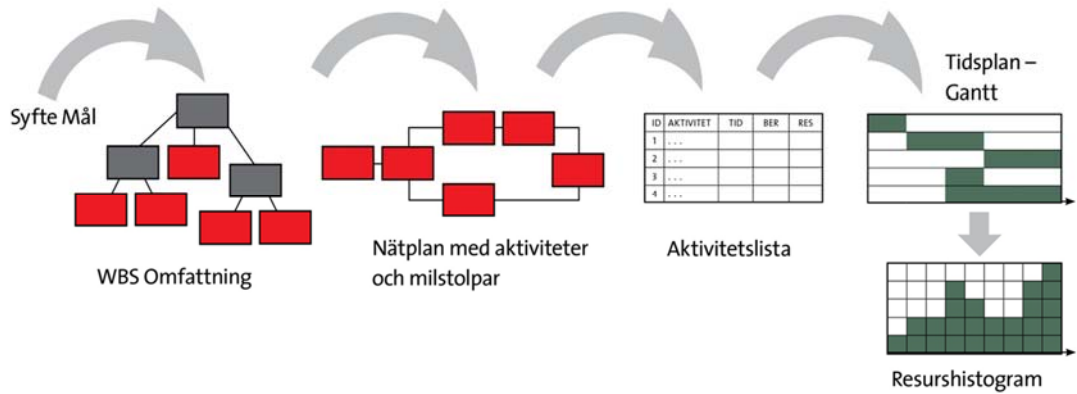 Syfte Mål
WBS Omfattning
Nätplan med aktiviteter
och milstolpar
ID AKTIVITET TID BER RES
1 ...
2 ...
3 ...
4 ...
Aktivitetslista
Tidsplan –
Gantt
Resurshistogram